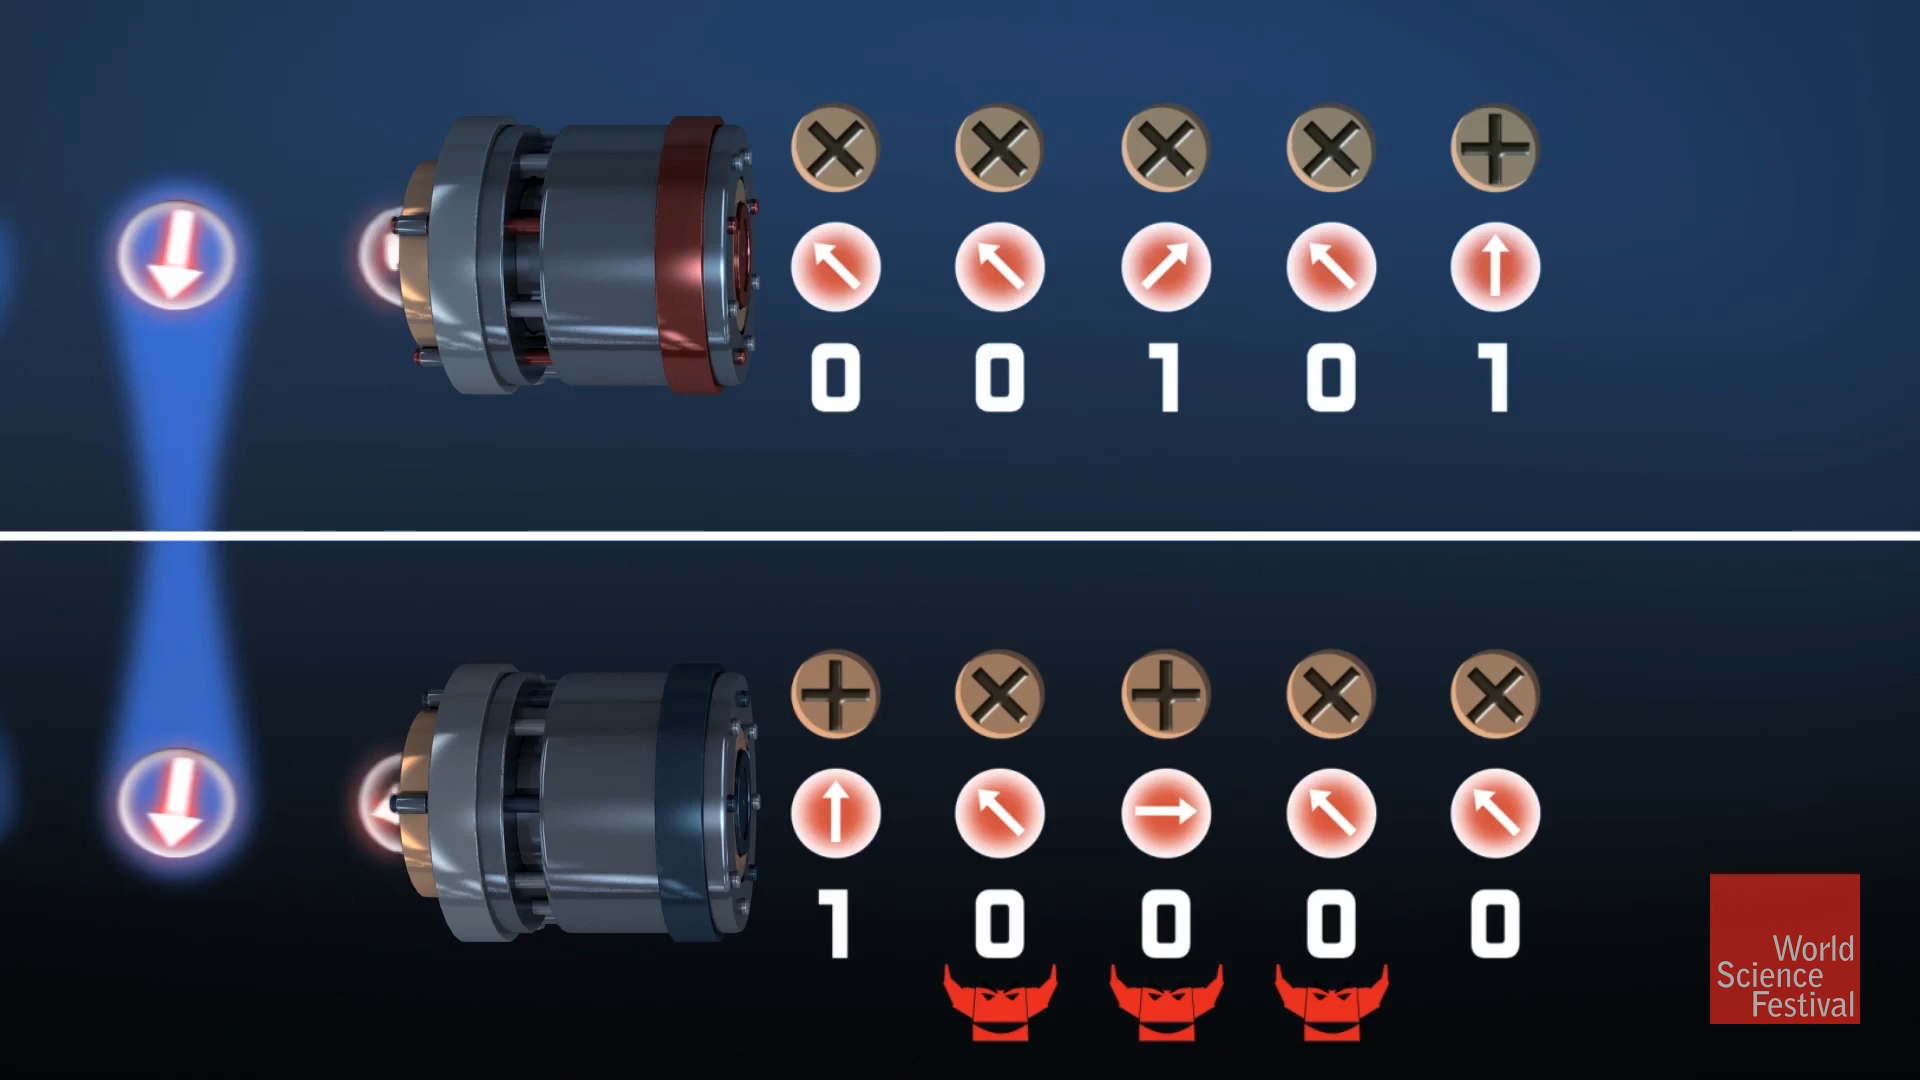 0 0 1 0 1
1 0 0 0 0
World
Science
Festival